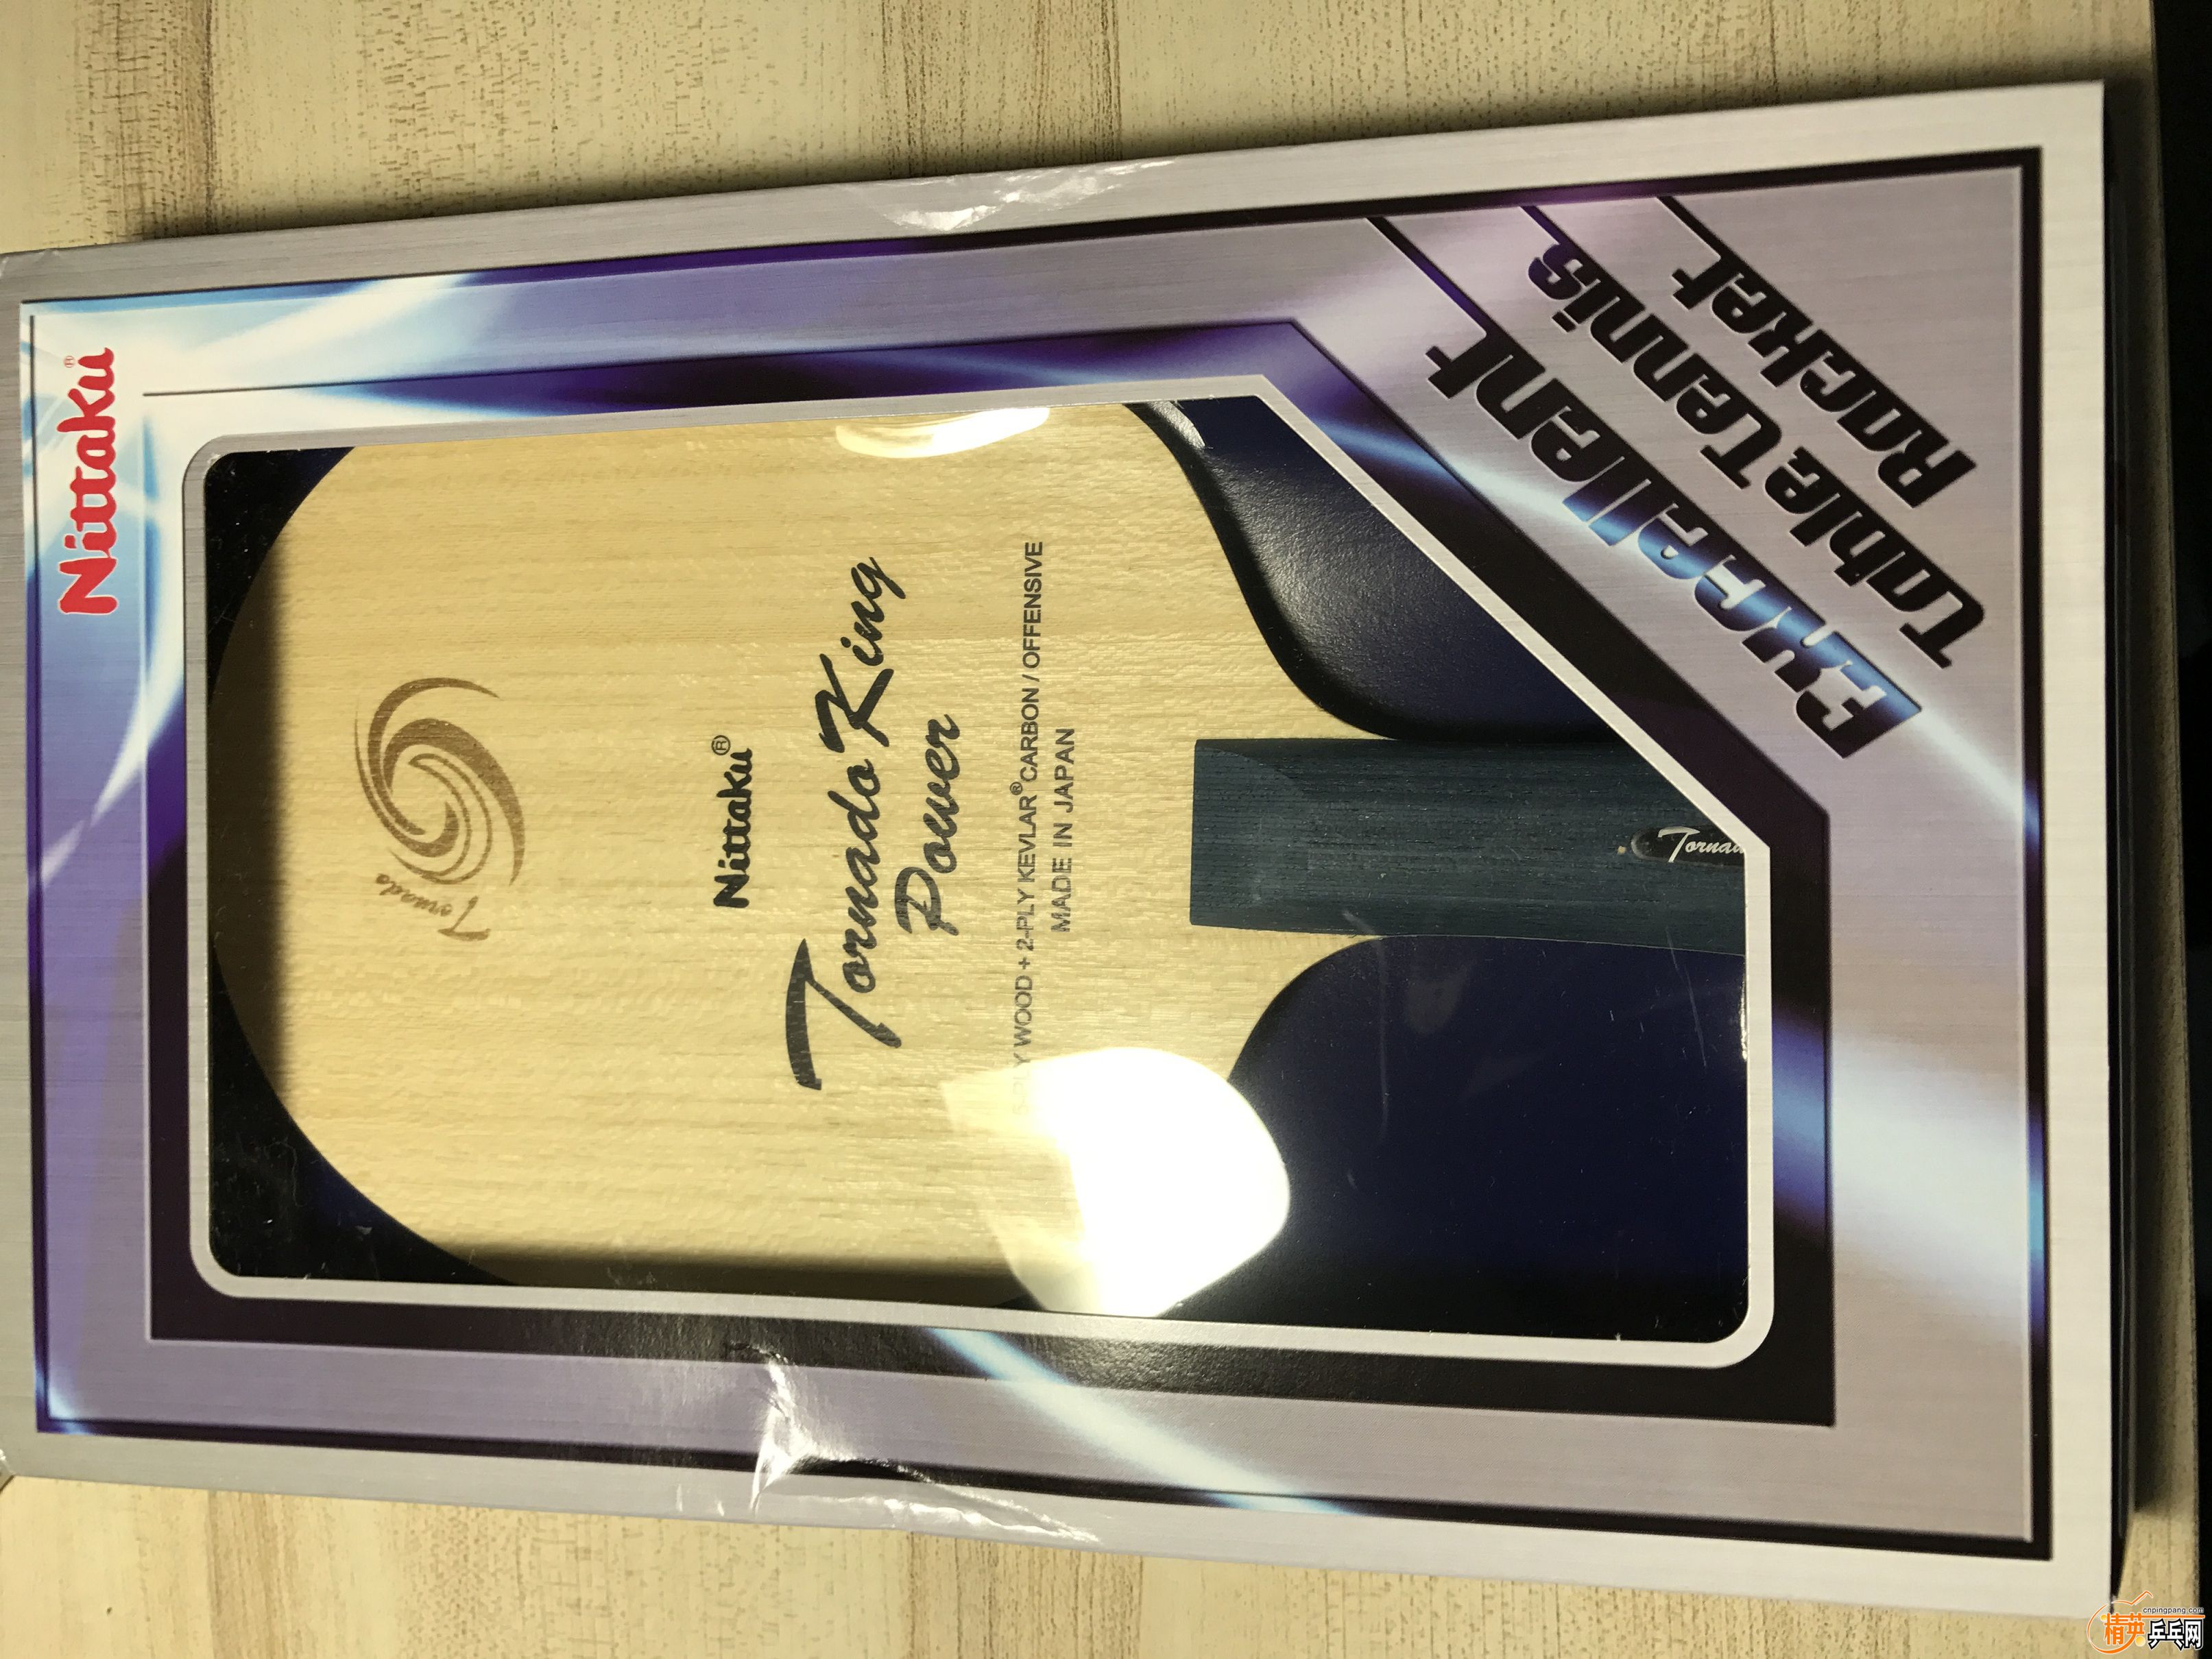 Nittaku®
Tornado
Nittaku®
Tornado King
Power
WOOD + 2-PLY KEVLAR® CARBON / OFFENSIVE
MADE IN JAPAN
Excellent
Table Tennis
Racket
cnpingpang.com
精英乒乓网